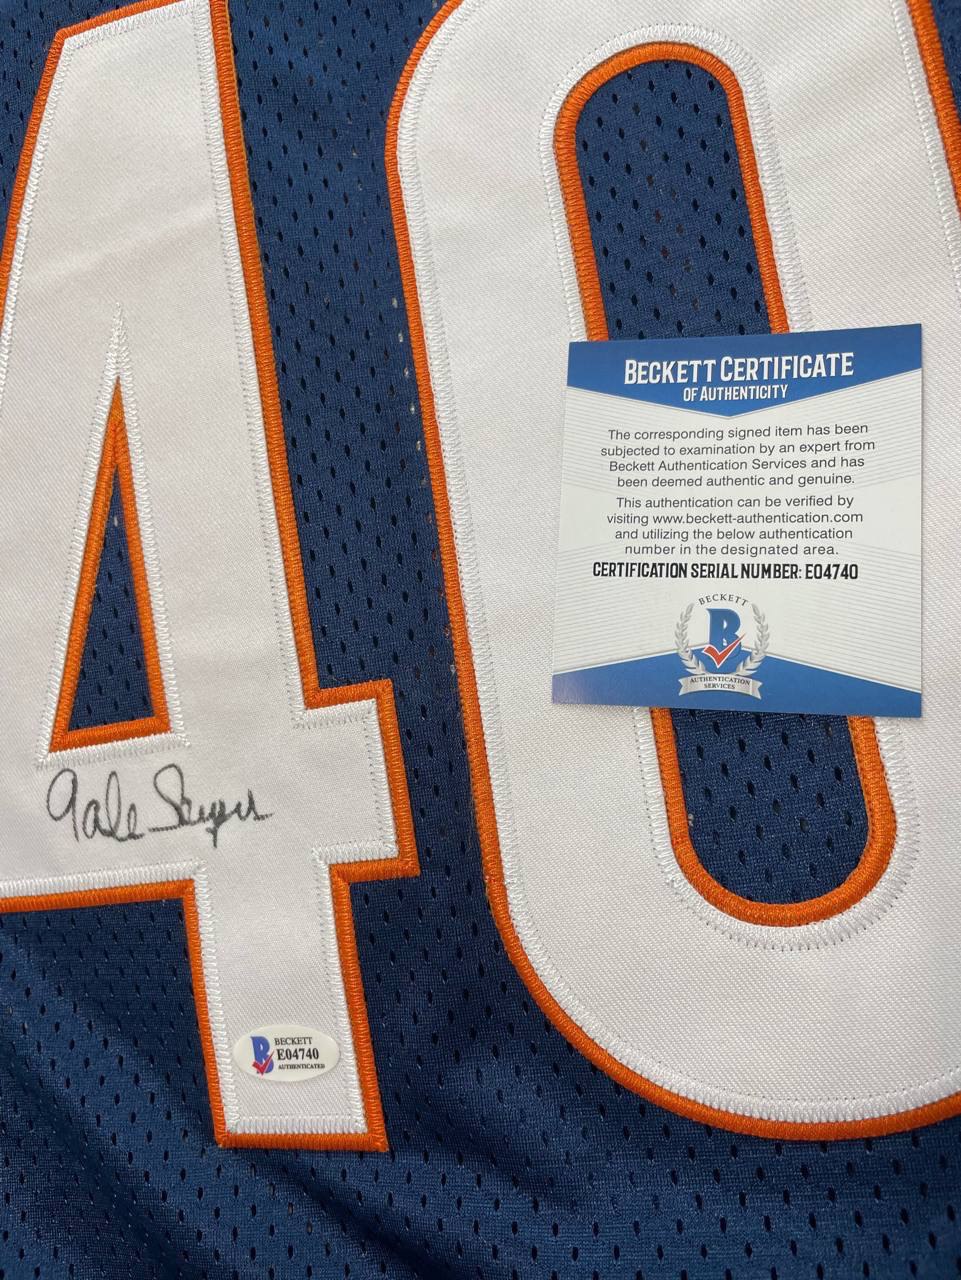 40
BECKETT CERTIFICATE
OF AUTHENTICITY
The corresponding signed item has been
subjected to examination by an expert from
Beckett Authentication Services and has
been deemed authentic and genuine.
This authentication can be verified by
visiting www.beckett-authentication.com
and utilizing the below authentication
number in the designated area.
CERTIFICATION SERIAL NUMBER: E04740
BECKETT
B
AUTHENTICATION
SERVICES
Gale Sayers
B
BECKETT
E04740
AUTHENTICATED